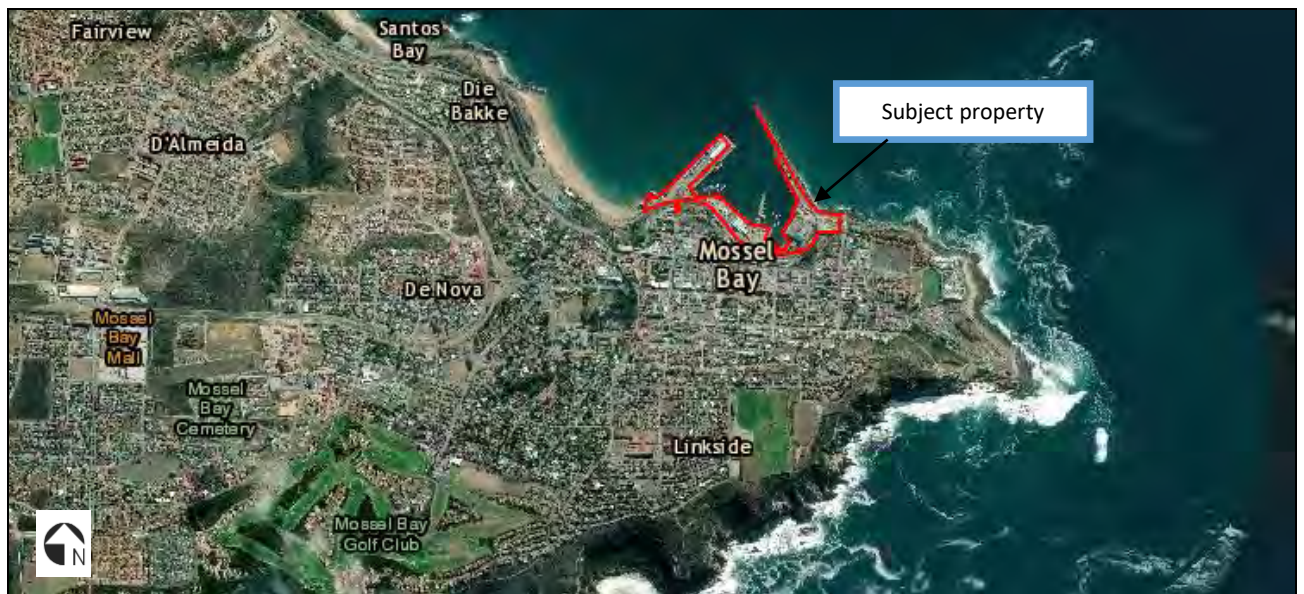 Fairview
Santos
Bay
Die
Bakke
Subject property
D'Almeida
Mossel
Bay
De Nova
Mossel
Bay
Mall
Mossel
Bay
Cemetery
Linkside
Mossel Bay
Golf Club
N